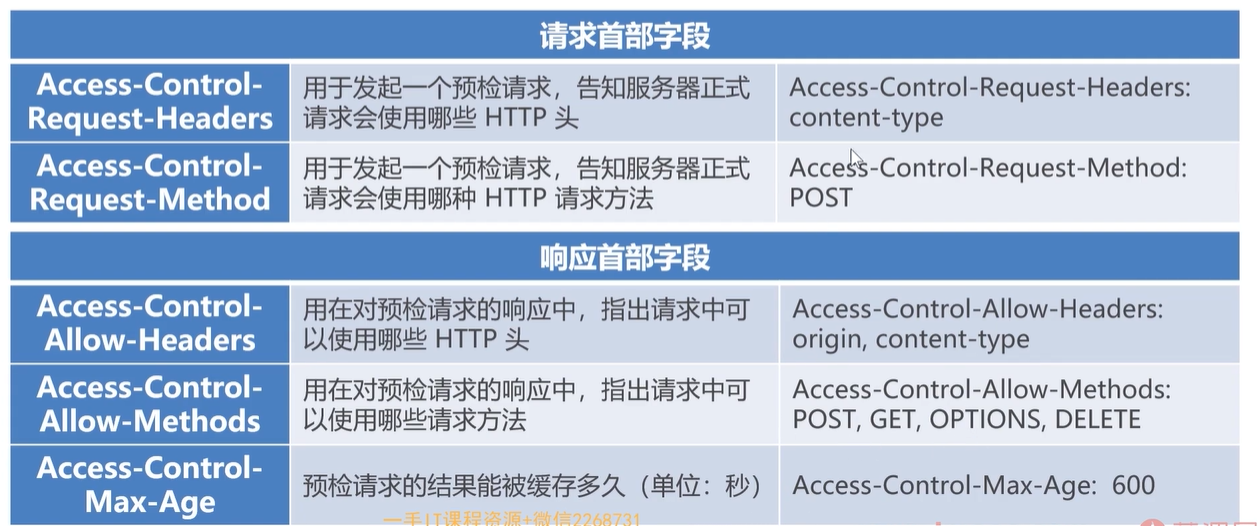 请求首部字段
Access-Control-
Request-Headers
用于发起一个预检请求，告知服务器正式
请求会使用哪些 HTTP 头
Access-Control-Request-Headers:
content-type
Access-Control-
Request-Method
用于发起一个预检请求，告知服务器正式
请求会使用哪种 HTTP 请求方法
Access-Control-Request-Method:
POST
响应首部字段
Access-Control-
Allow-Headers
用在对预检请求的响应中，指出请求中可
以使用哪些 HTTP 头
Access-Control-Allow-Headers:
origin, content-type
Access-Control-
Allow-Methods
用在对预检请求的响应中，指出请求中可
以使用哪些请求方法
Access-Control-Allow-Methods:
POST, GET, OPTIONS, DELETE
Access-Control-
Max-Age
预检请求的结果能被缓存多久（单位：秒）
Access-Control-Max-Age: 600
一手IT课程资源+微信2268731